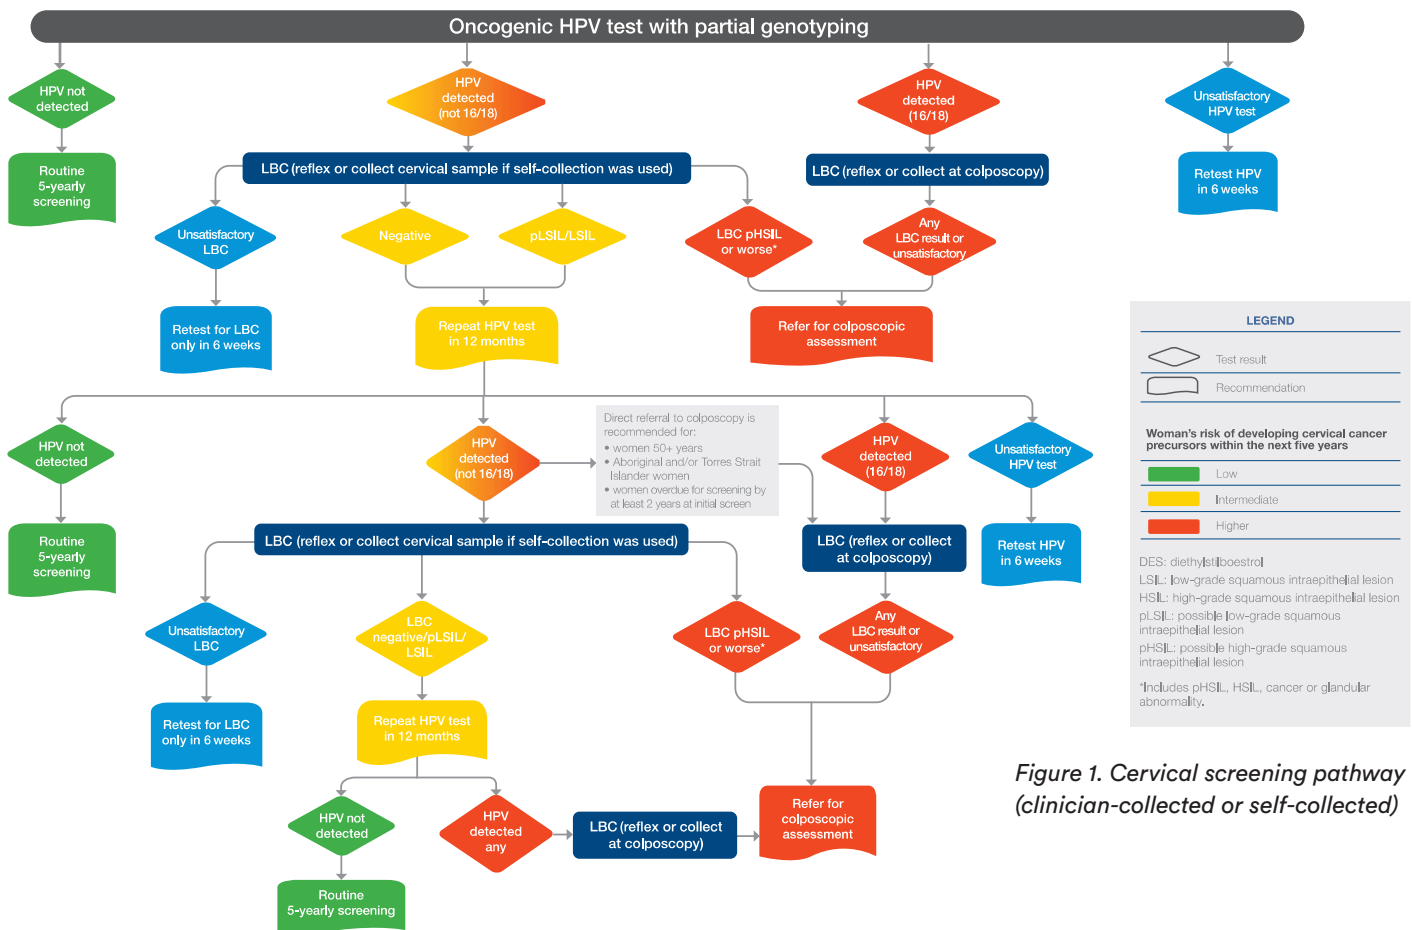 Oncogenic HPV test with partial genotyping
HPV not
detected
HPV
detected
(not 16/18)
HPV
detected
(16/18)
Unsatisfactory
HPV test
Routine
5-yearly
screening
LBC (reflex or collect cervical sample if self-collection was used)
LBC (reflex or collect at colposcopy)
Retest HPV
in 6 weeks
Unsatisfactory
LBC
Negative
pLSIL/LSIL
LBC pHSIL
or worse*
Any
LBC result or
unsatisfactory
Retest for LBC
only in 6 weeks
Repeat HPV test
in 12 months
Refer for colposcopic
assessment
LEGEND
Test result
Recommendation
Woman's risk of developing cervical cancer
precursors within the next five years
Low
Intermediate
Higher
DES: diethylstilboestrol
LSIL: low-grade squamous intraepithelial lesion
HSIL: high-grade squamous intraepithelial lesion
pLSIL: possible low-grade squamous
intraepithelial lesion
pHSIL: possible high-grade squamous
intraepithelial lesion
*Includes pHSIL, HSIL, cancer or glandular
abnormality.
HPV not
detected
HPV
detected
(not 16/18)
Direct referral to colposcopy is
recommended for:
• women 50+ years
• Aboriginal and/or Torres Strait
Islander women
• women overdue for screening by
at least 2 years at initial screen
HPV
detected
(16/18)
Unsatisfactory
HPV test
Routine
5-yearly
screening
LBC (reflex or collect cervical sample if self-collection was used)
LBC (reflex or collect
at colposcopy)
Retest HPV
in 6 weeks
Unsatisfactory
LBC
LBC
negative/pLSIL/
LSIL
LBC pHSIL
or worse*
Any
LBC result or
unsatisfactory
Retest for LBC
only in 6 weeks
Repeat HPV test
in 12 months
HPV not
detected
HPV
detected
any
LBC (reflex or collect
at colposcopy)
Refer for
colposcopic
assessment
Routine
5-yearly screening
Figure 1. Cervical screening pathway
(clinician-collected or self-collected)